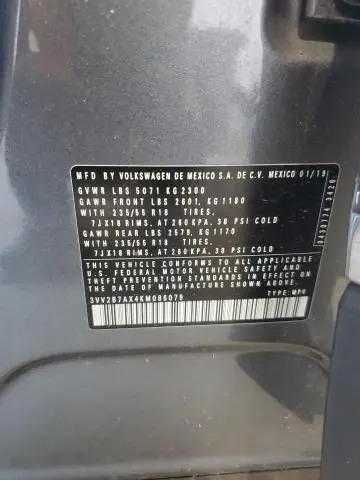 MFD BY VOLKSWAGEN DE MEXICO S.A. DE C.V. MEXICO 01/19
GVWR LBS 5071 KG 2300
GAWR FRONT LBS 2601, KG 1180
WITH 235/55 R18 TIRES,
7JX18 RIMS, AT 260 KPA, 38 PSI COLD
GAWR REAR LBS 2579, KG 1170
WITH 235/55 R18 TIRES,
7JX18 RIMS, AT 260 KPA, 38 PSI COLD
THIS VEHICLE CONFORMS TO ALL APPLICABLE
U.S. FEDERAL MOTOR VEHICLE SAFETY AND
THEFT PREVENTION STANDARDS IN EFFECT ON
THE DATE OF MANUFACTURE SHOWN ABOVE.
3VV2B7AX4KM086075 TYPE: MPV